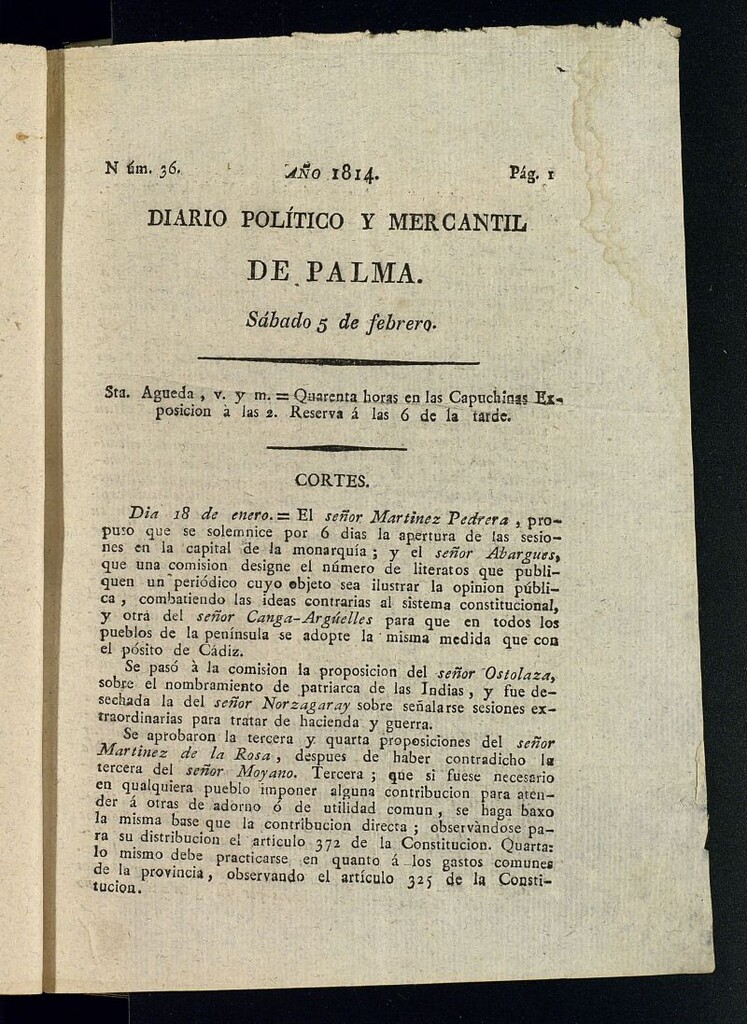 Núm. 36. AÑO 1814. Pág. 1
DIARIO POLÍTICO Y MERCANTIL
DE PALMA.
Sábado 5 de febrero.
Sta. Agueda, v. y m. = Quarenta horas en las Capuchinas Ex-
posicion à las 2. Reserva á las 6 de la tarde.
CORTES.
Dia 18 de enero. = El señor Martinez Pedrera, pro-
puso que se solemnice por 6 dias la apertura de las sesio-
nes en la capital de la monarquía; y el señor Abargues,
que una comision designe el número de literatos que publi-
quen un periódico cuyo objeto sea ilustrar la opinion públi-
ca, combatiendo las ideas contrarias al sistema constitucional,
y otra del señor Canga-Argúelles para que en todos los
pueblos de la península se adopte la misma medida que con
el pósito de Cádiz.
Se pasó à la comision la proposicion del señor Ostolaza,
sobre el nombramiento de patriarca de las Indias, y fue de-
sechada la del señor Norzagaray sobre señalarse sesiones ex-
traordinarias para tratar de hacienda y guerra.
Se aprobaron la tercera y quarta proposiciones del señor
Martinez de la Rosa, despues de haber contradicho la
tercera del señor Moyano. Tercera; que si fuese necesario
en qualquiera pueblo imponer alguna contribucion para aten-
der á otras de adorno ó de utilidad comun, se haga baxo
la misma base que la contribucion directa; observàndose pa-
ra su distribucion el articulo 372 de la Constitucion. Quarta:
lo mismo debe practicarse en quanto á los gastos comunes
de la provincia, observando el artículo 325 de la Consti-
tucion.